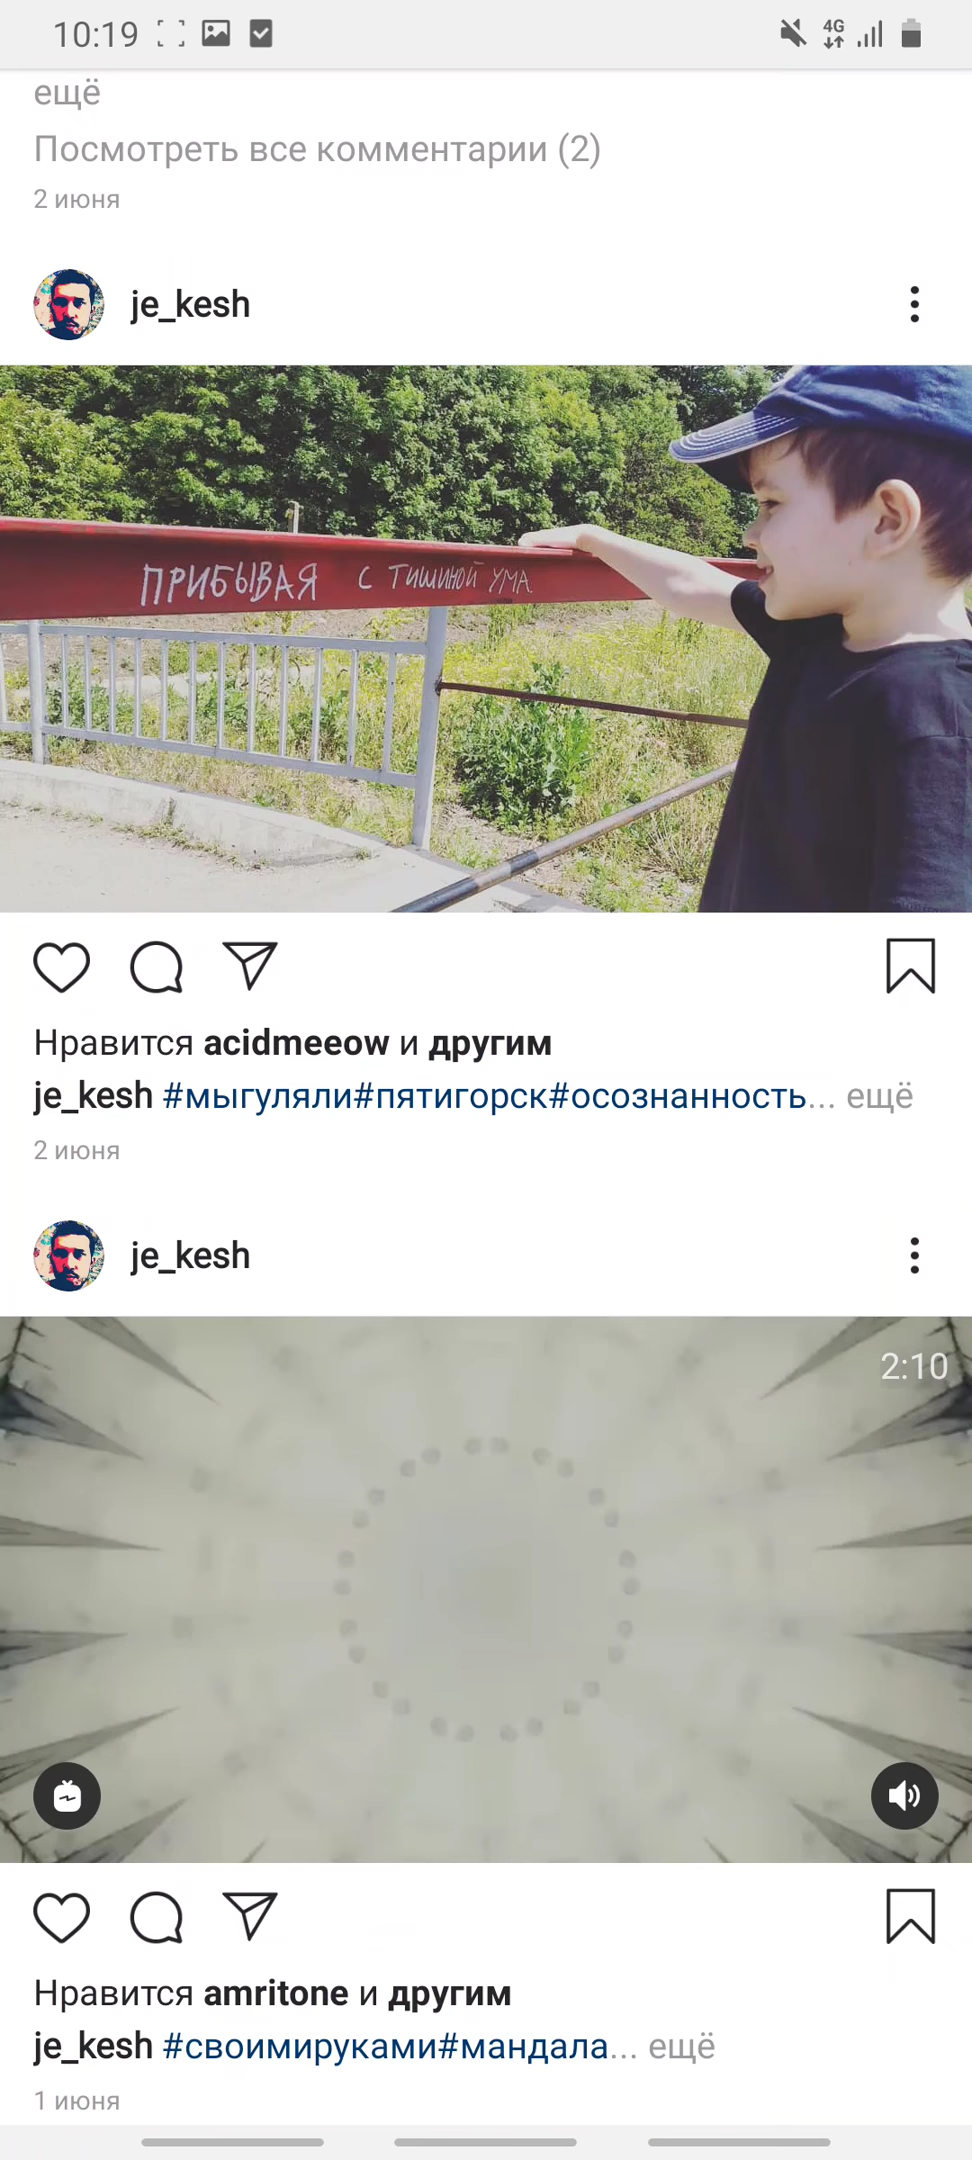 10:19
4G
ещё
Посмотреть все комментарии (2)
2 июня
je_kesh
ПРИБЫВАЯ С ТИШИНОЙ УМА.
Нравится acidmeeow и другим
je_kesh #мыгуляли#пятигорск#осознанность... ещё
2 июня
je_kesh
2:10
Нравится amritone и другим
je_kesh #своимируками#мандала... ещё
1 июня